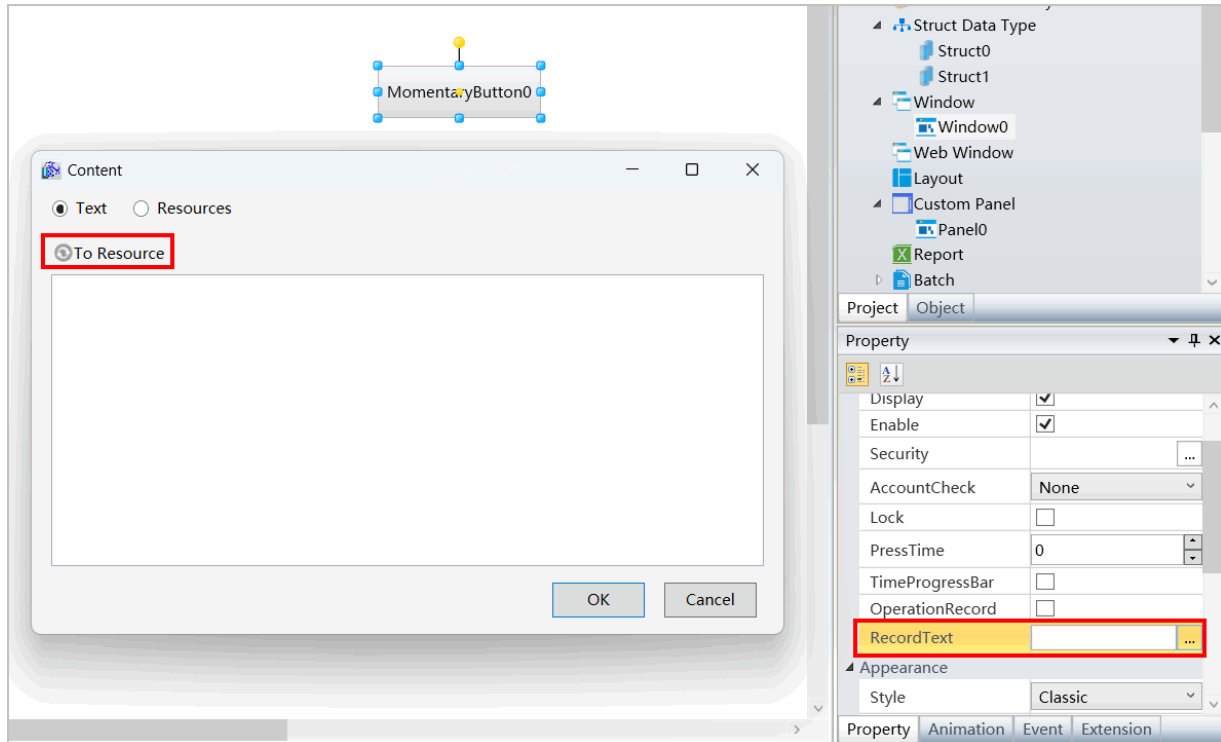 MomentaryButton0
Content
Text
Resources
To Resource
OK
Cancel
Struct Data Type
Struct0
Struct1
Window
Window0
Web Window
Layout
Custom Panel
Panel0
Report
Batch
Project Object
Property
Display
Enable
Security ...
AccountCheck None
Lock
PressTime 0
TimeProgressBar
OperationRecord
RecordText ...
Appearance
Style Classic
Property Animation Event Extension